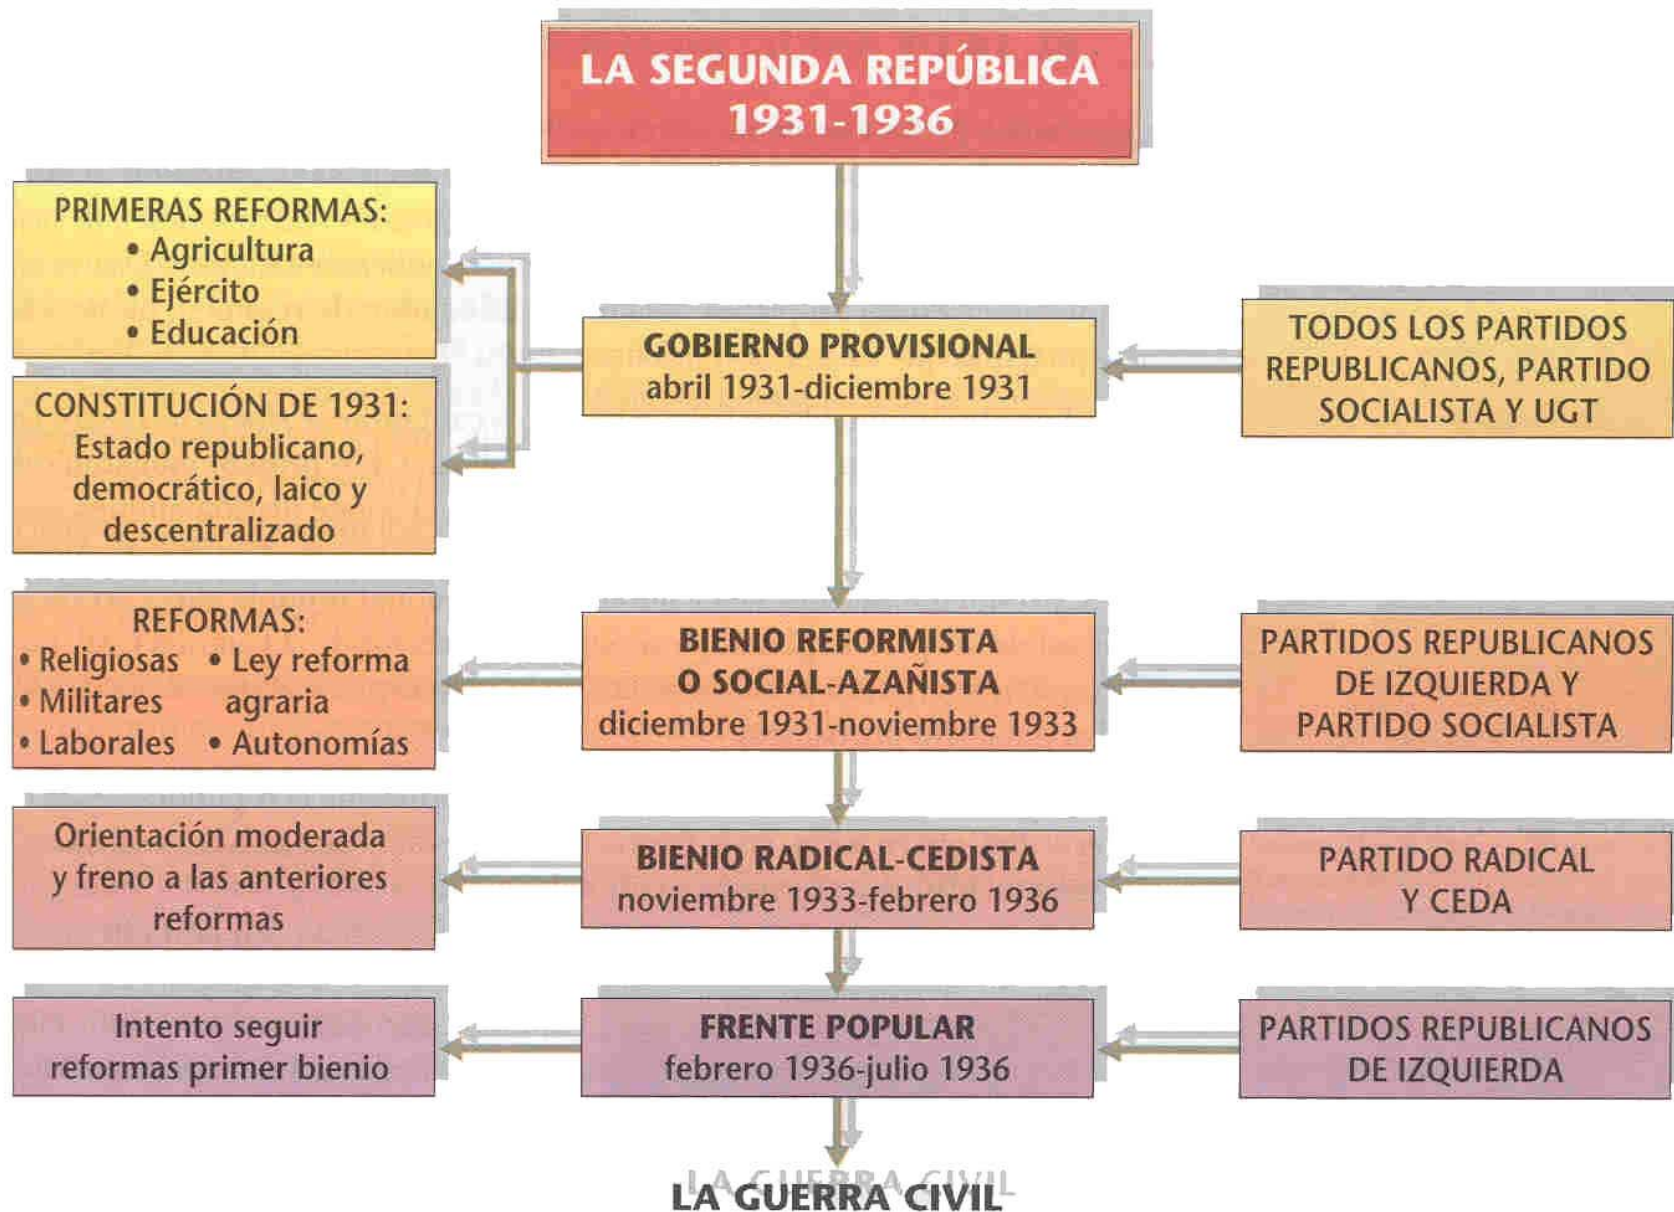 LA SEGUNDA REPÚBLICA
1931-1936
PRIMERAS REFORMAS:
• Agricultura
• Ejército
• Educación
CONSTITUCIÓN DE 1931:
Estado republicano,
democrático, laico y
descentralizado
GOBIERNO PROVISIONAL
abril 1931-diciembre 1931
TODOS LOS PARTIDOS
REPUBLICANOS, PARTIDO
SOCIALISTA Y UGT
REFORMAS:
• Religiosas • Ley reforma
• Militares agraria
• Laborales • Autonomías
BIENIO REFORMISTA
O SOCIAL-AZAÑISTA
diciembre 1931-noviembre 1933
PARTIDOS REPUBLICANOS
DE IZQUIERDA Y
PARTIDO SOCIALISTA
Orientación moderada
y freno a las anteriores
reformas
BIENIO RADICAL-CEDISTA
noviembre 1933-febrero 1936
PARTIDO RADICAL
Y CEDA
Intento seguir
reformas primer bienio
FRENTE POPULAR
febrero 1936-julio 1936
PARTIDOS REPUBLICANOS
DE IZQUIERDA
LA GUERRA CIVIL